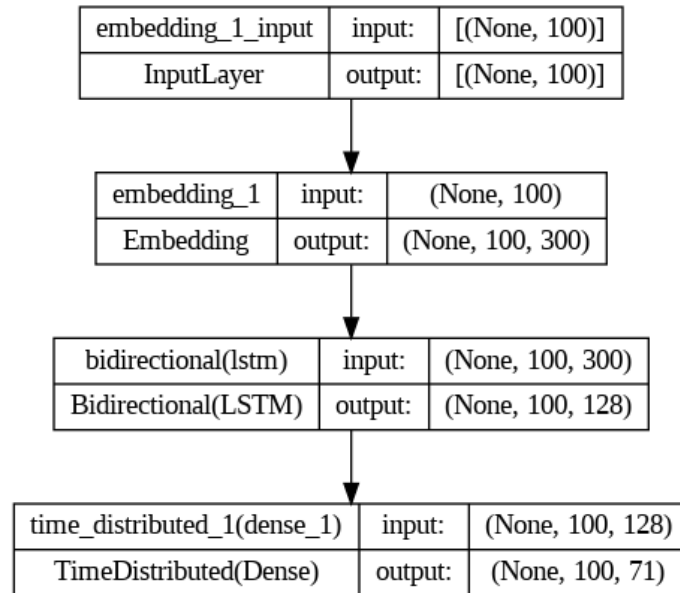 embedding_1_input input: [(None, 100)]
InputLayer output: [(None, 100)]
embedding_1 input: (None, 100)
Embedding output: (None, 100, 300)
bidirectional(lstm) input: (None, 100, 300)
Bidirectional(LSTM) output: (None, 100, 128)
time_distributed_1(dense_1) input: (None, 100, 128)
TimeDistributed(Dense) output: (None, 100, 71)